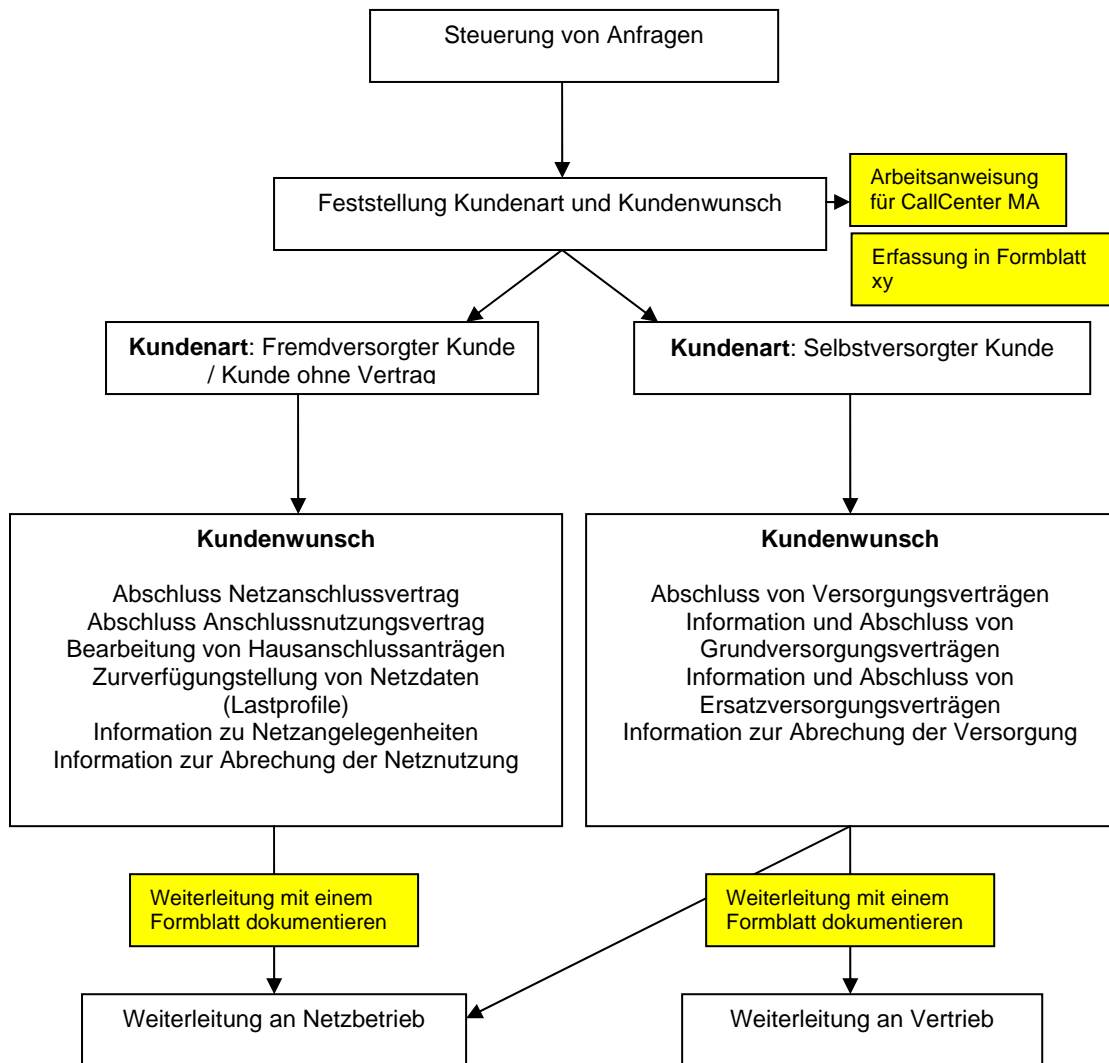 Steuerung von Anfragen
Feststellung Kundenart und Kundenwunsch
Arbeitsanweisung
für CallCenter MA
Erfassung in Formblatt
xy
Kundenart: Fremdversorgter Kunde
/ Kunde ohne Vertrag
Kundenart: Selbstversorgter Kunde
Kundenwunsch
Abschluss Netzanschlussvertrag
Abschluss Anschlussnutzungsvertrag
Bearbeitung von Hausanschlussanträgen
Zurverfügungstellung von Netzdaten
(Lastprofile)
Information zu Netzangelegenheiten
Information zur Abrechung der Netznutzung
Kundenwunsch
Abschluss von Versorgungsverträgen
Information und Abschluss von
Grundversorgungsverträgen
Information und Abschluss von
Ersatzversorgungsverträgen
Information zur Abrechung der Versorgung
Weiterleitung mit einem
Formblatt dokumentieren
Weiterleitung mit einem
Formblatt dokumentieren
Weiterleitung an Netzbetrieb
Weiterleitung an Vertrieb